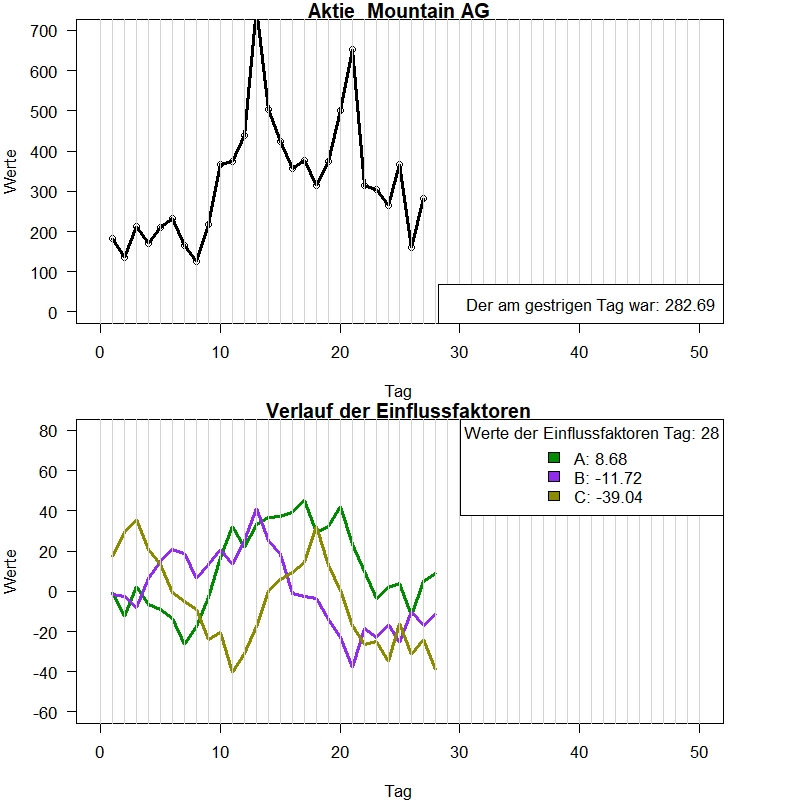 Aktie Mountain AG
Werte
700
600
500
400
300
200
100
0
Der am gestrigen Tag war: 282.69
0 10 20 30 40 50
Tag
Verlauf der Einflussfaktoren
Werte
80
60
40
20
0
-20
-40
-60
Werte der Einflussfaktoren Tag: 28
A: 8.68
B: -11.72
C: -39.04
0 10 20 30 40 50
Tag